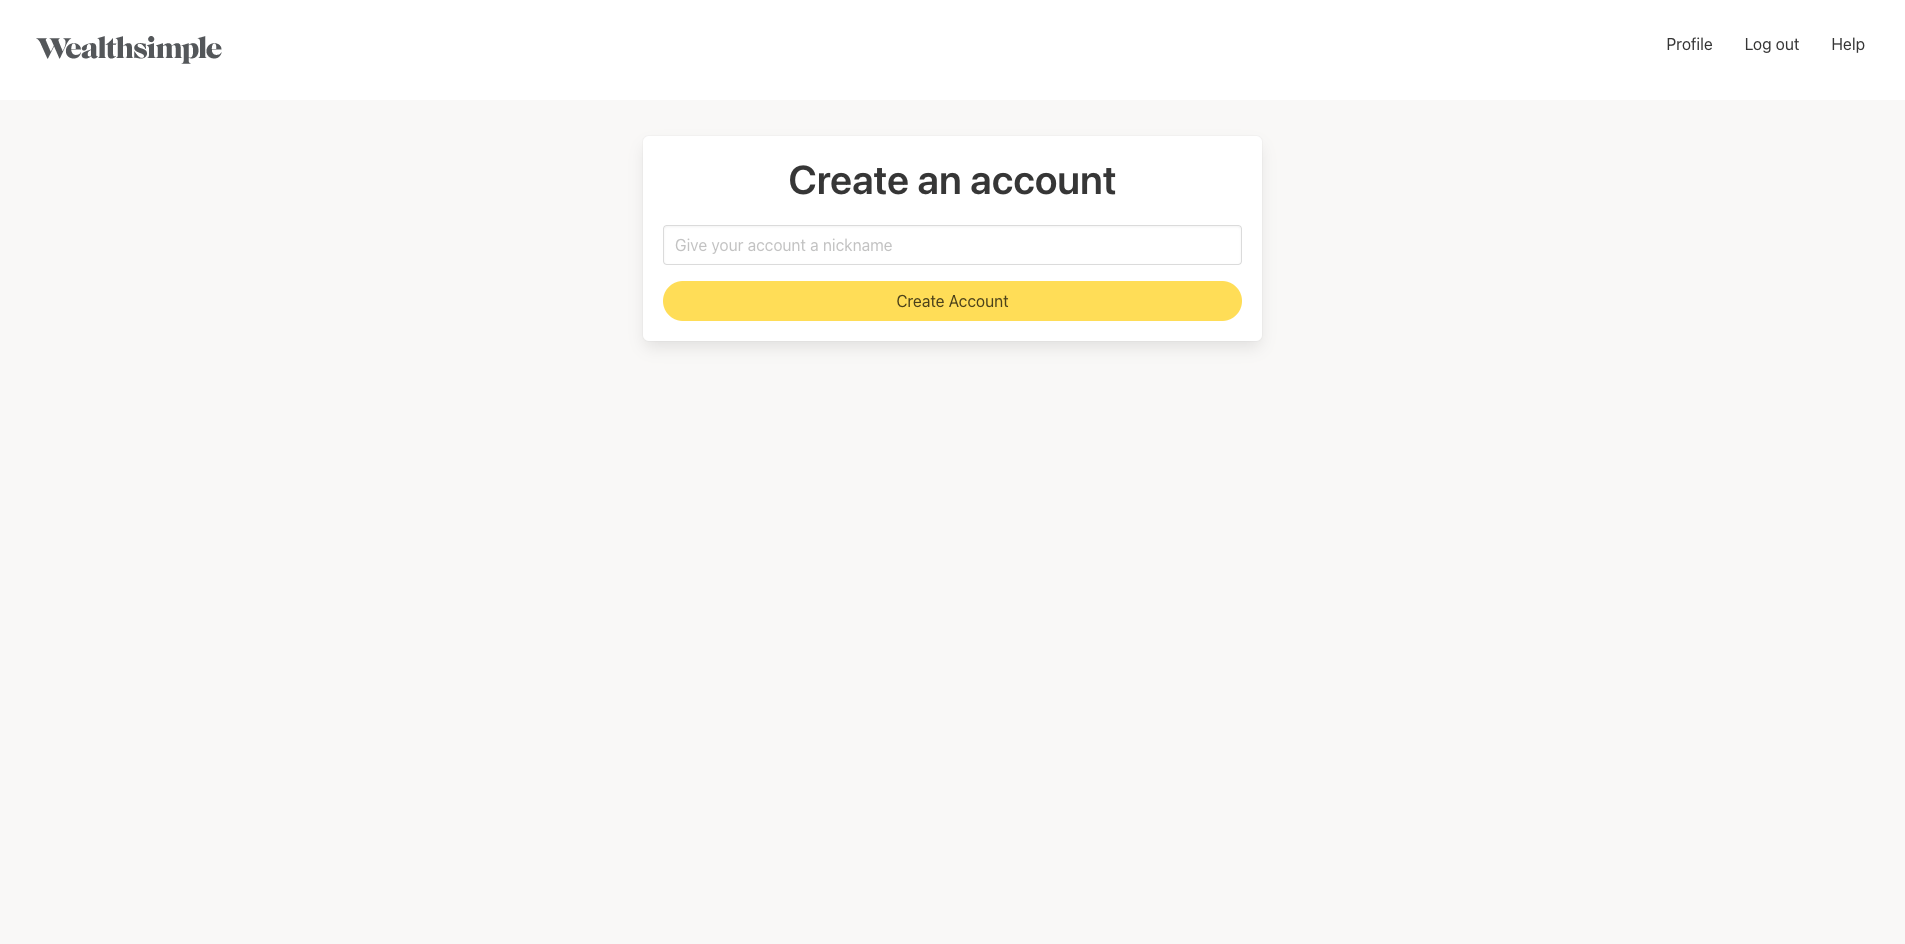 Wealthsimple
Profile Log out Help
Create an account
Give your account a nickname
Create Account